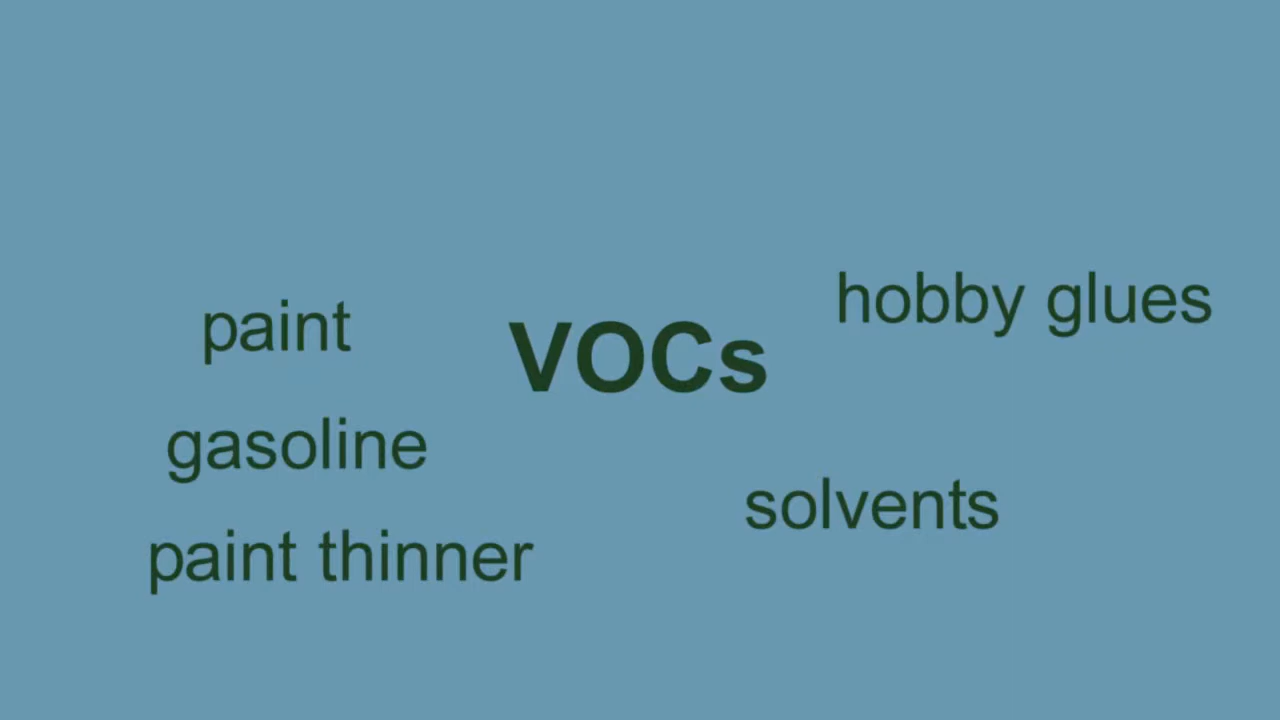 hobby glues
paint
VOCs
gasoline
solvents
paint thinner